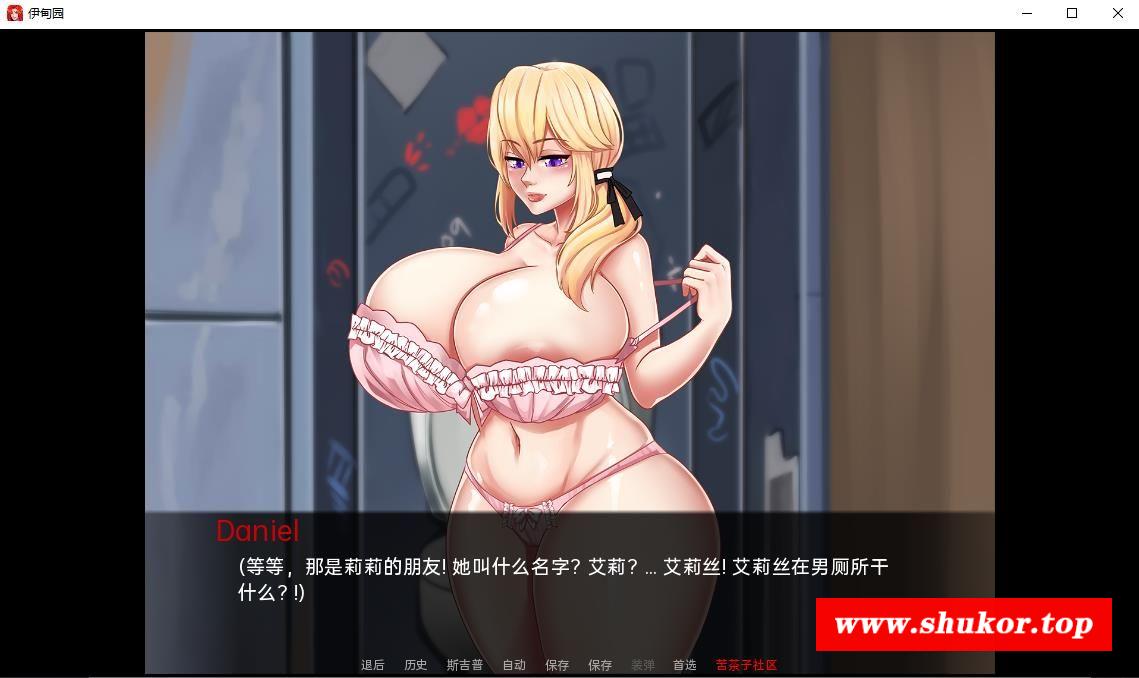 伊甸园
Daniel
(等等，那是莉莉的朋友! 她叫什么名字? 艾莉? ... 艾莉丝! 艾莉丝在男厕所干
什么? !)
www.shukor.top
退后 历史 斯吉普 自动 保存 保存 装弹 首选 苦茶子社区